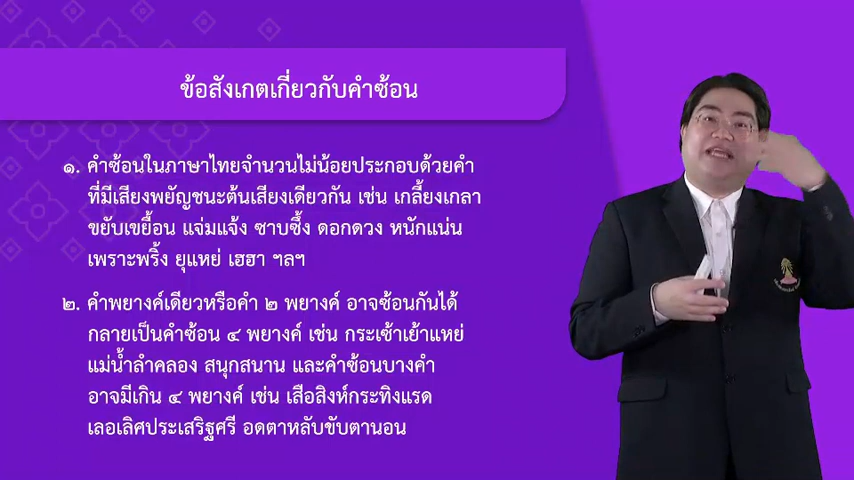 ข้อสังเกตเกี่ยวกับคำซ้อน
๑. คำซ้อนในภาษาไทยจำนวนไม่น้อยประกอบด้วยคำ
ที่มีเสียงพยัญชนะต้นเสียงเดียวกัน เช่น เกลี้ยงเกลา
ขยับเขยื้อน แจ่มแจ้ง ซาบซึ้ง ดอกดวง หนักแน่น
เพราะพริ้ง ยุแหย่ เฮฮา ฯลฯ
๒. คำพยางค์เดียวหรือคำ ๒ พยางค์ อาจซ้อนกันได้
กลายเป็นคำซ้อน ๔ พยางค์ เช่น กระเซ้าเย้าแหย่
แม่น้ำลำคลอง สนุกสนาน และคำซ้อนบางคำ
อาจมีเกิน ๔ พยางค์ เช่น เสือสิงห์กระทิงแรด
เลอเลิศประเสริฐศรี อดตาหลับขับตานอน